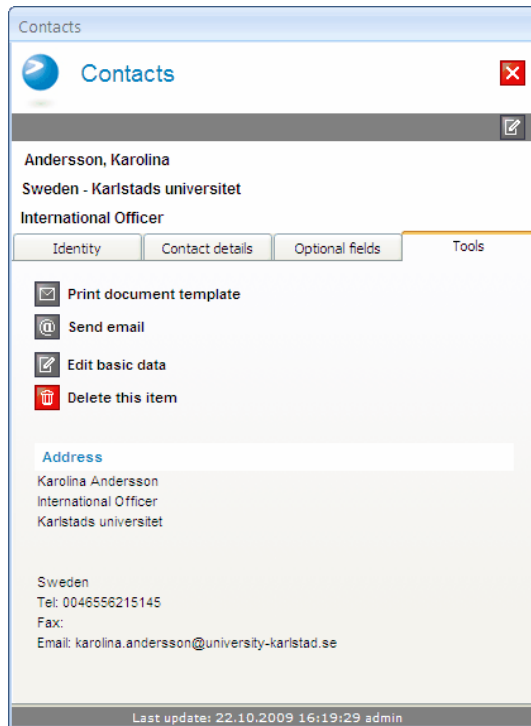 Contacts
Contacts
Andersson, Karolina
Sweden - Karlstads universitet
International Officer
Identity Contact details Optional fields Tools
Print document template
@ Send email
Edit basic data
Delete this item
Address
Karolina Andersson
International Officer
Karlstads universitet
Sweden
Tel: 0046556215145
Fax:
Email: karolina.andersson@university-karlstad.se
Last update: 22.10.2009 16:19:29 admin